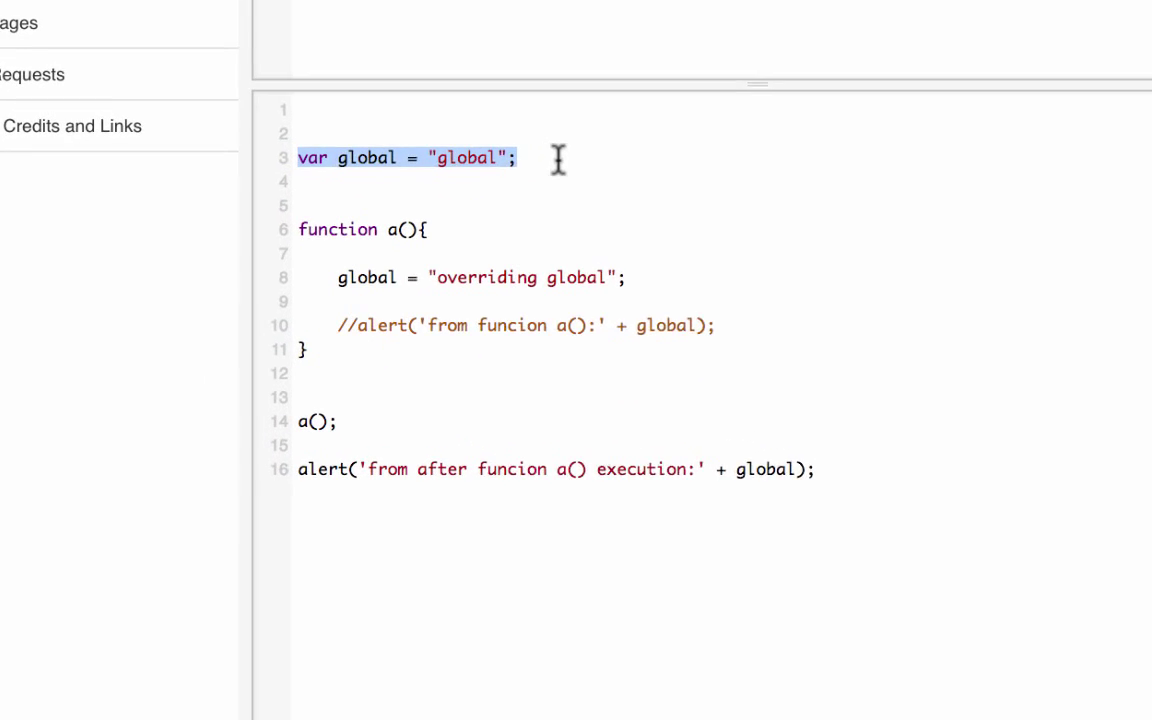 ages
Requests
Credits and Links
1
2
3 var global = "global";
4
5
6 function a(){
7
8 global = "overriding global";
9
10 //alert('from funcion a():' + global);
11 }
12
13
14 a();
15
16 alert('from after funcion a() execution:' + global);